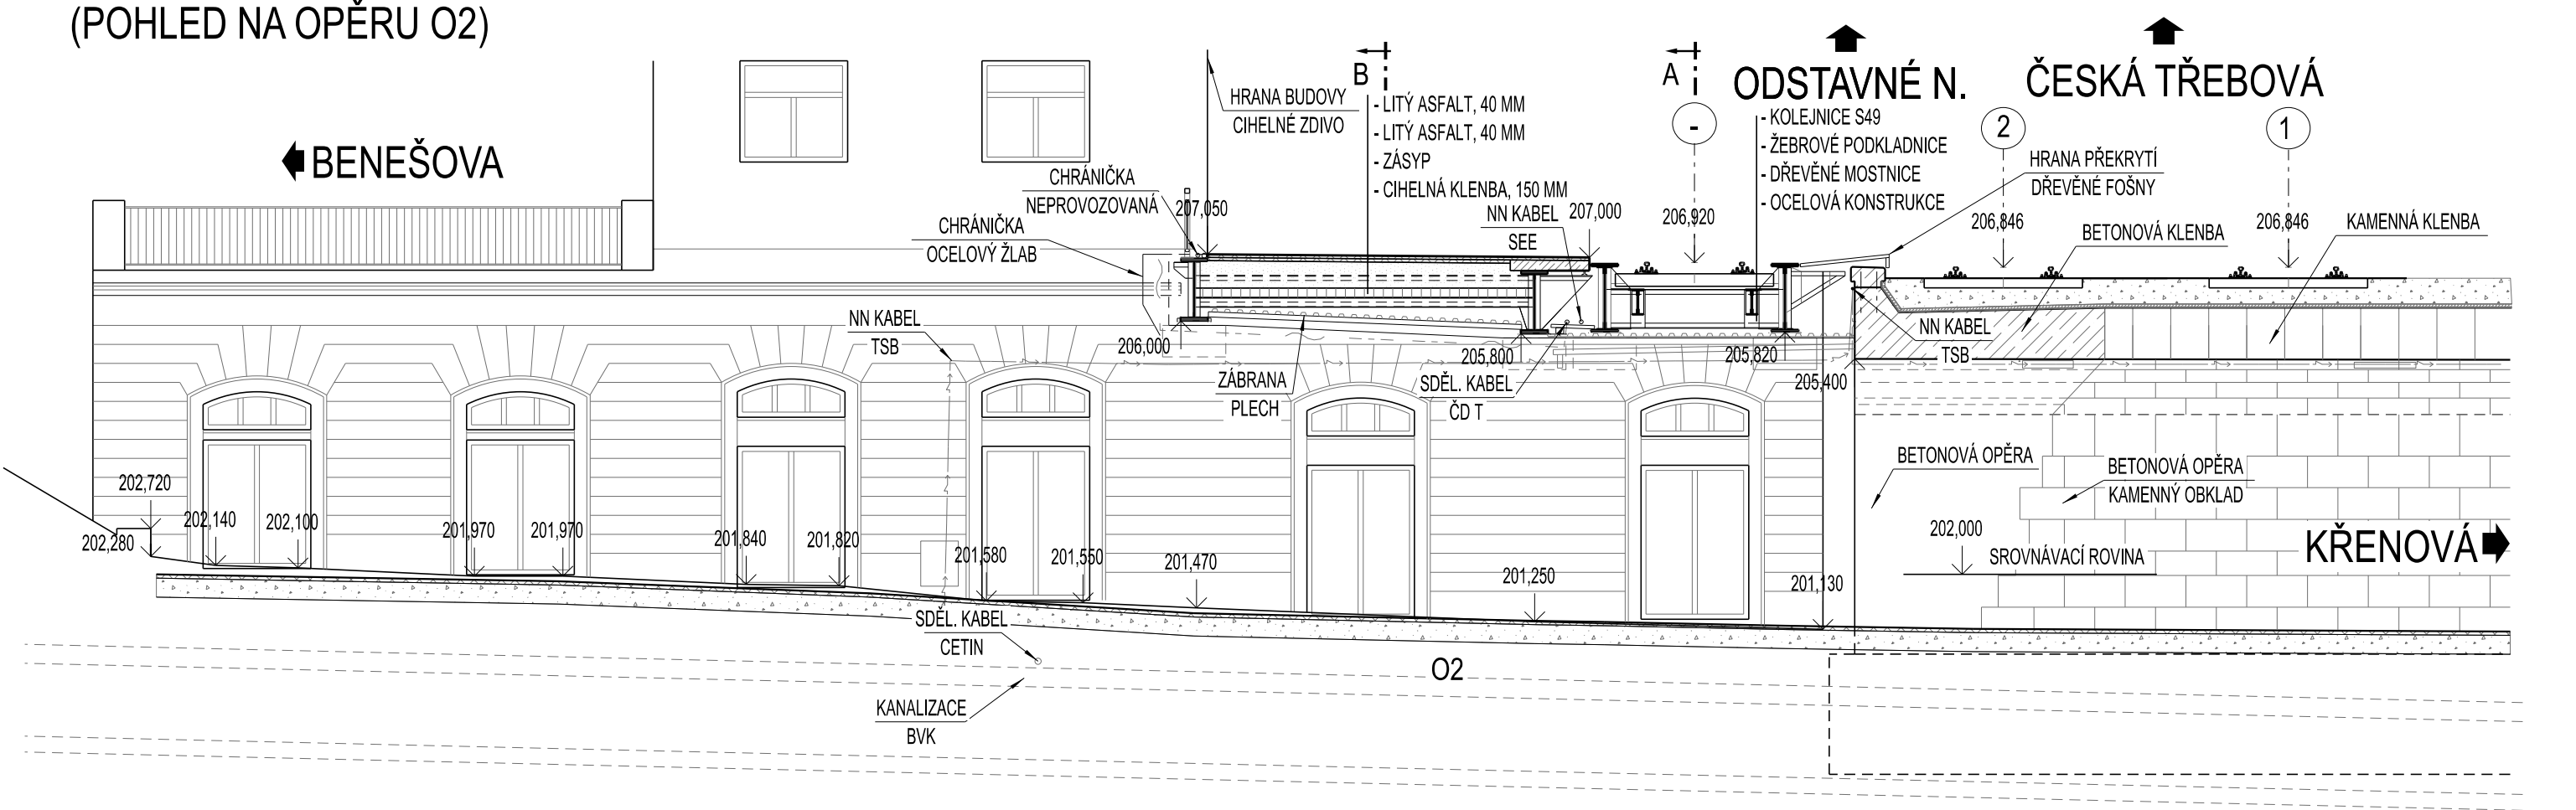 (POHLED NA OPĚRU O2)
BENEŠOVA
HRANA BUDOVY
CIHELNÉ ZDIVO
B
- LITÝ ASFALT, 40 MM
- LITÝ ASFALT, 40 MM
- ZÁSYP
- CIHELNÁ KLENBA, 150 MM
A
-
ODSTAVNÉ N.
- KOLEJNICE S49
- ŽEBROVÉ PODKLADNICE
- DŘEVĚNÉ MOSTNICE
- OCELOVÁ KONSTRUKCE
ČESKÁ TŘEBOVÁ
2
1
HRANA PŘEKRYTÍ
DŘEVĚNÉ FOŠNY
CHRÁNIČKA
NEPROVOZOVANÁ
207,050
CHRÁNIČKA
OCELOVÝ ŽLAB
NN KABEL
SEE
207,000
206,920
206,846
BETONOVÁ KLENBA
206,846
KAMENNÁ KLENBA
NN KABEL
TSB
206,000
ZÁBRANA
PLECH
205,800
SDĚL. KABEL
ČD T
205,820
205,400
NN KABEL
TSB
BETONOVÁ OPĚRA
BETONOVÁ OPĚRA
KAMENNÝ OBKLAD
202,000
SROVNÁVACÍ ROVINA
KŘENOVÁ
202,720
202,280
202,140
202,100
201,970
201,970
201,840
201,820
201,580
201,550
201,470
201,250
201,130
SDĚL. KABEL
CETIN
KANALIZACE
BVK
O2